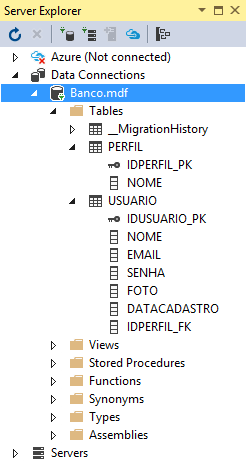 Server Explorer
Azure (Not connected)
Data Connections
Banco.mdf
Tables
__MigrationHistory
PERFIL
IDPERFIL_PK
NOME
USUARIO
IDUSUARIO_PK
NOME
EMAIL
SENHA
FOTO
DATACADASTRO
IDPERFIL_FK
Views
Stored Procedures
Functions
Synonyms
Types
Assemblies
Servers